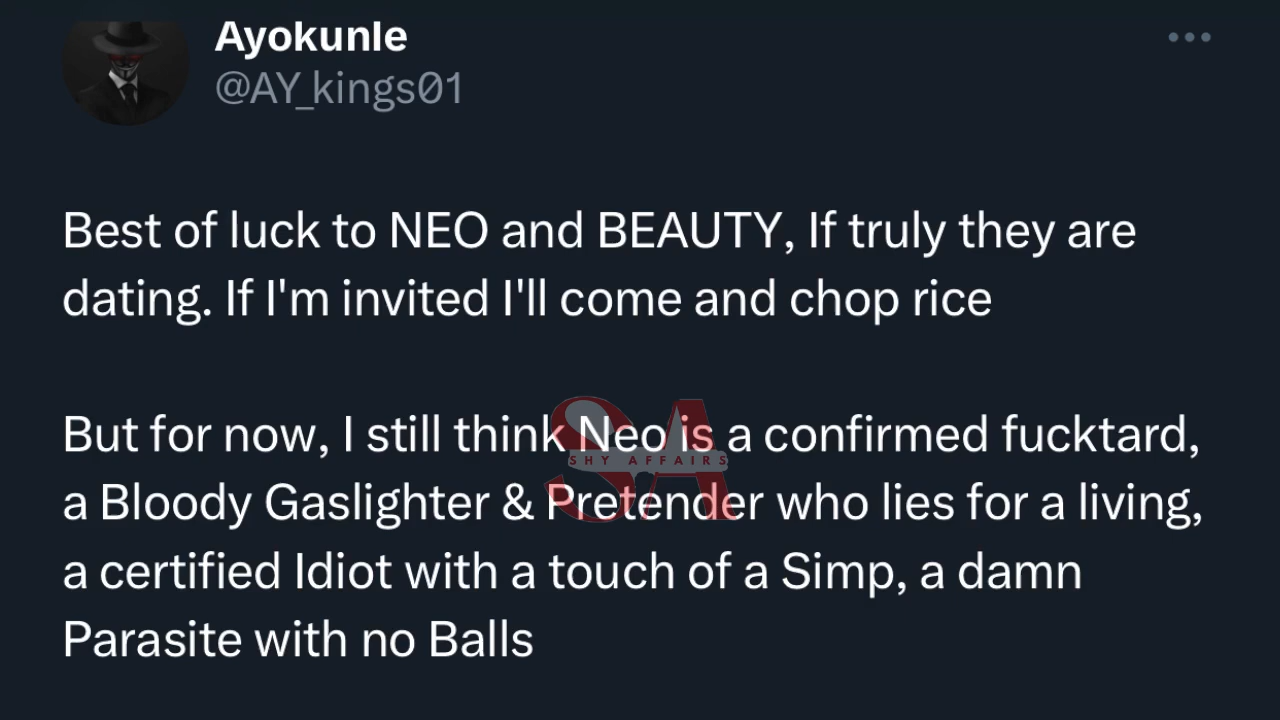 Ayokunle
@AY_kings01
Best of luck to NEO and BEAUTY, If truly they are
dating. If I'm invited I'll come and chop rice
But for now, I still think Neo is a confirmed fucktard,
SHY AFFAIRS
a Bloody Gaslighter & Pretender who lies for a living,
a certified Idiot with a touch of a Simp, a damn
Parasite with no Balls
SA